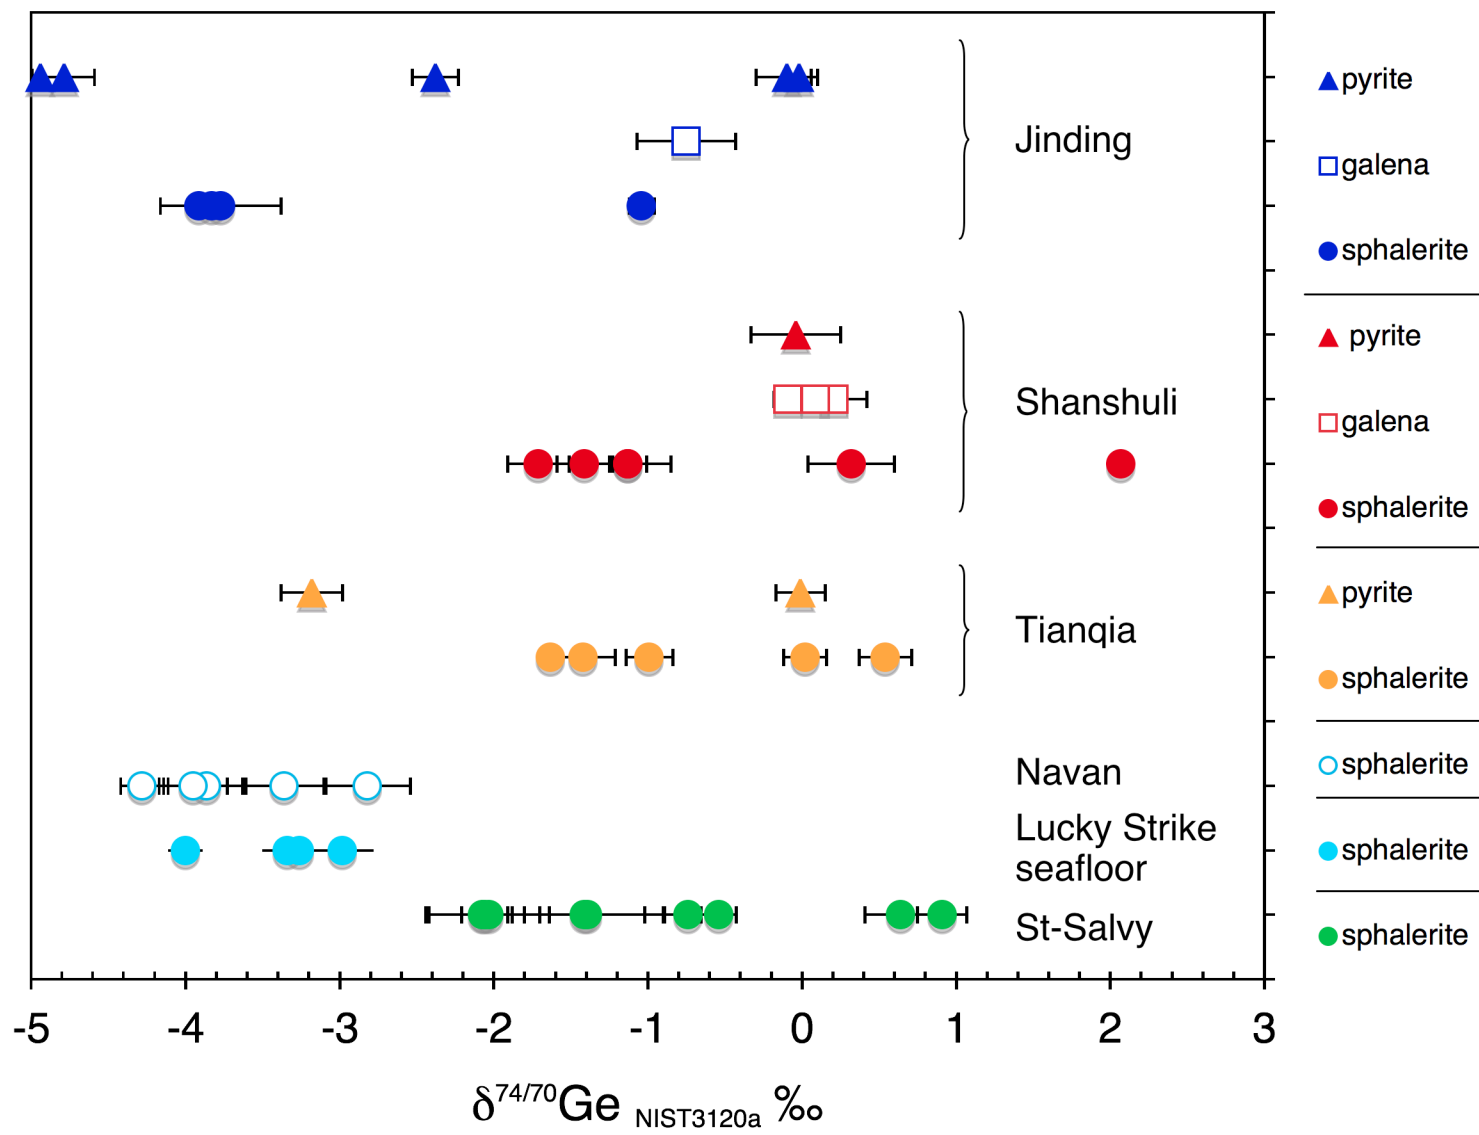 pyrite
Jinding
galena
sphalerite
pyrite
Shanshuli
galena
sphalerite
pyrite
Tianqia
sphalerite
Navan
sphalerite
Lucky Strike
seafloor
sphalerite
St-Salvy
sphalerite
-5 -4 -3 -2 -1 0 1 2 3
δ74/70Ge NIST3120a ‰